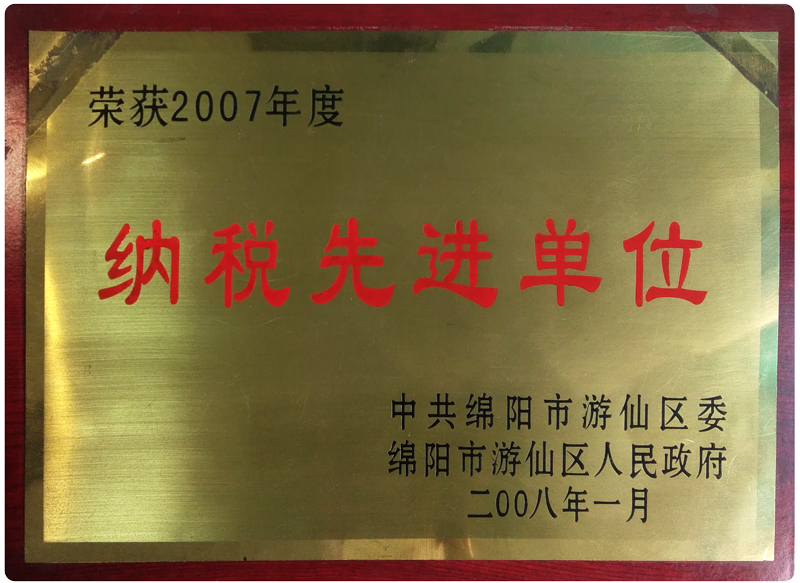 荣获2007年度
纳税先进单位
中共绵阳市游仙区委
绵阳市游仙区人民政府
二00八年一月